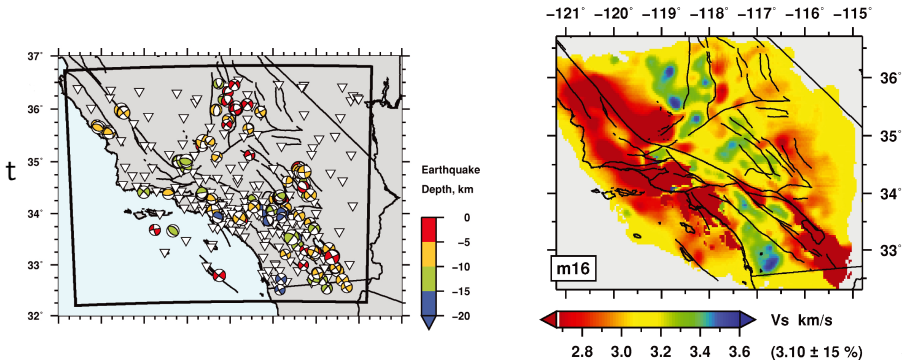 −121° −120° −119° −118° −117° −116° −115°
37°
36°
35°
34°
33°
32°
t
Earthquake
Depth, km
0
−5
−10
−15
−20
36°
35°
34°
33°
m16
2.8 3.0 3.2 3.4 3.6
Vs km/s
(3.10 ± 15 %)